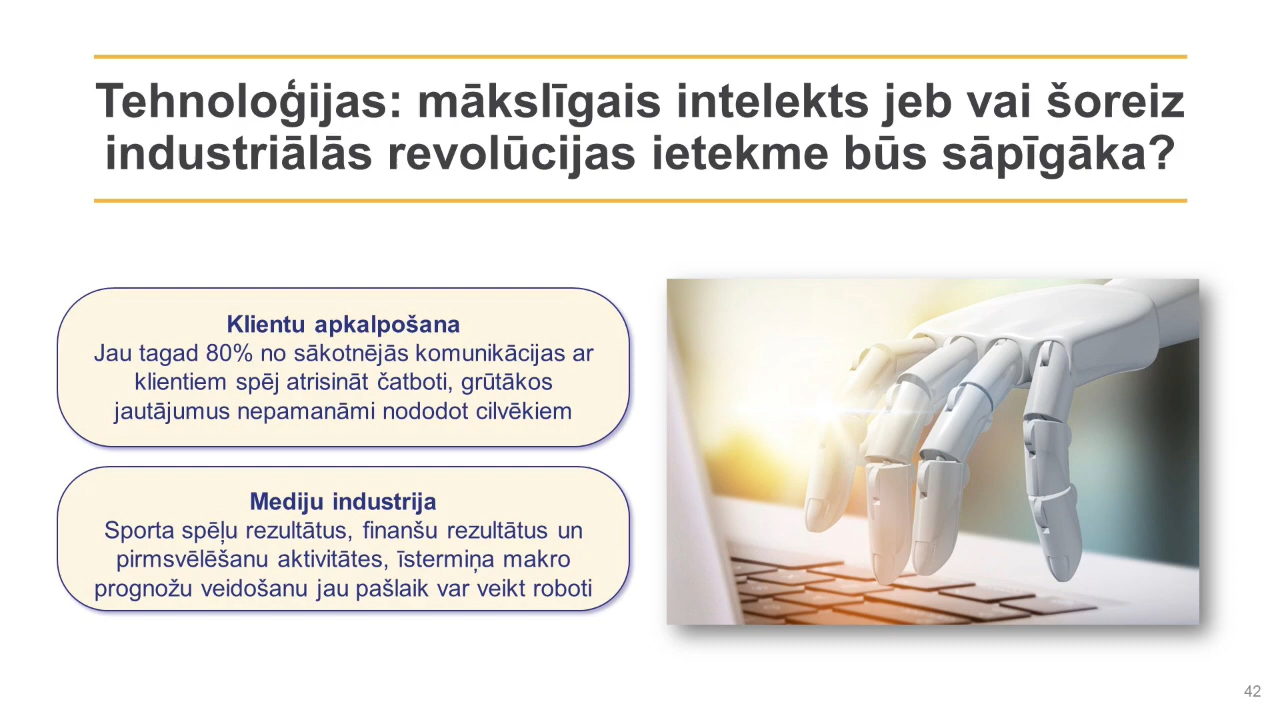 Tehnoloģijas: mākslīgais intelekts jeb vai šoreiz
industriālās revolūcijas ietekme būs sāpīgāka?
Klientu apkalpošana
Jau tagad 80% no sākotnējās komunikācijas ar
klientiem spēj atrisināt čatboti, grūtākos
jautājumus nepamanāmi nododot cilvēkiem
Mediju industrija
Sporta spēļu rezultātus, finanšu rezultātus un
pirmsvēlēšanu aktivitātes, īstermiņa makro
prognožu veidošanu jau pašlaik var veikt roboti
42